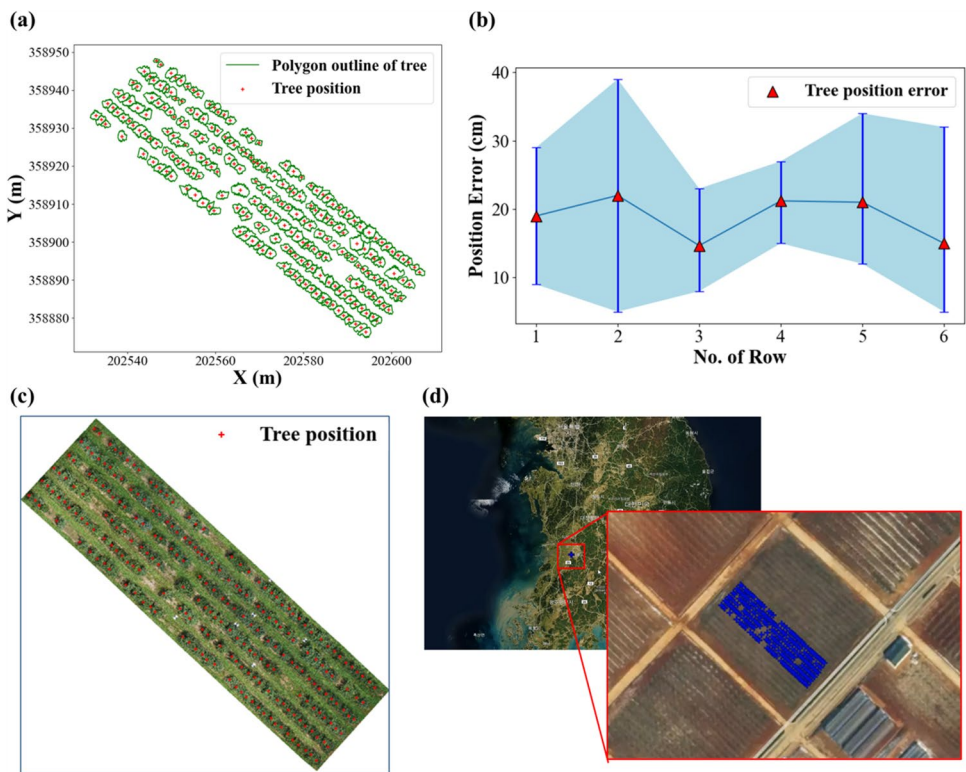 (a)
Polygon outline of tree
Tree position
358950
358940
358930
358920
358910
358900
358890
358880
Y (m)
202540
202560
202580
202600
X (m)
(b)
Tree position error
40
30
20
10
Position Error (cm)
1
2
3
4
5
6
No. of Row
(c)
Tree position
(d)